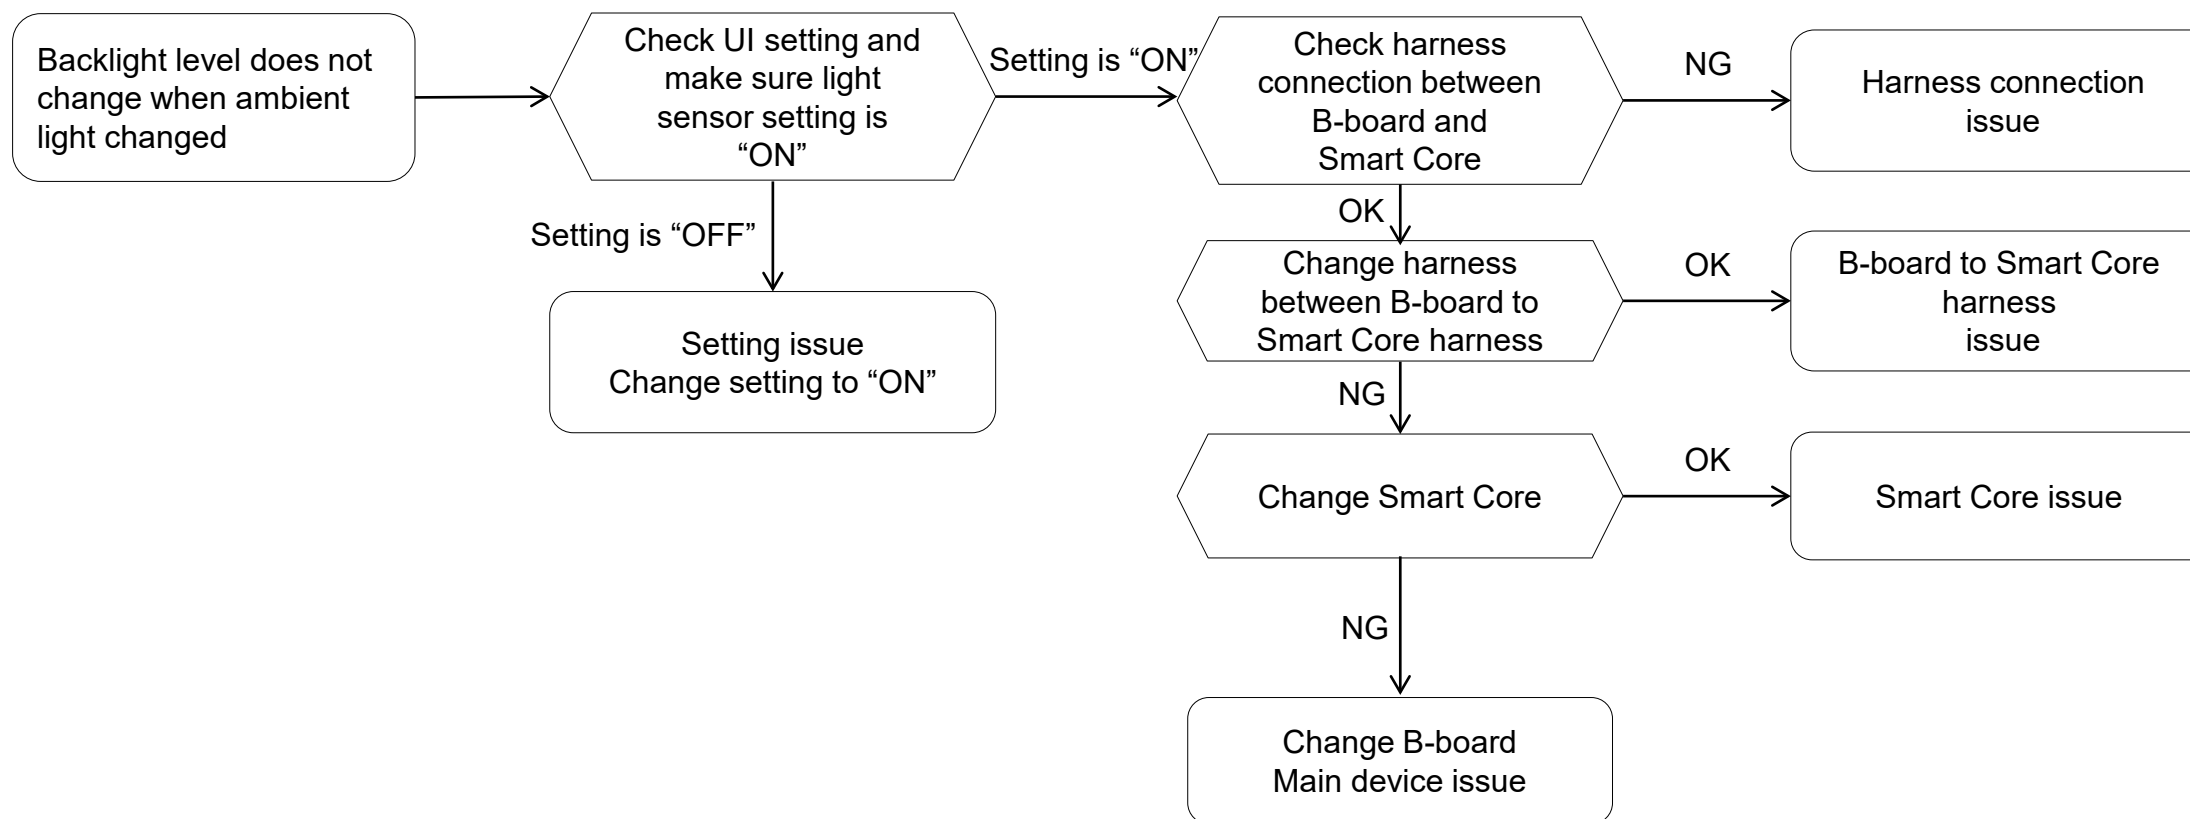 Backlight level does not
change when ambient
light changed
Check UI setting and
make sure light
sensor setting is
“ON”
Setting is “ON”
Check harness
connection between
B-board and
Smart Core
NG
Harness connection
issue
Setting is “OFF”
Setting issue
Change setting to “ON”
OK
Change harness
between B-board to
Smart Core harness
OK
B-board to Smart Core
harness
issue
NG
Change Smart Core
OK
Smart Core issue
NG
Change B-board
Main device issue